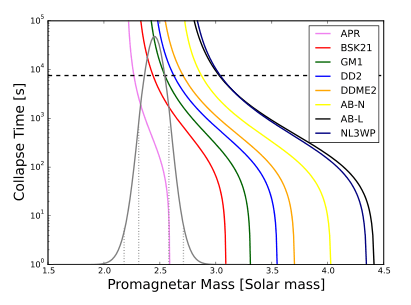 10^5
10^4
10^3
10^2
10^1
10^0
Collapse Time [s]
APR
BSK21
GM1
DD2
DDME2
AB-N
AB-L
NL3WP
1.5 2.0 2.5 3.0 3.5 4.0 4.5
Promagnetar Mass [Solar mass]